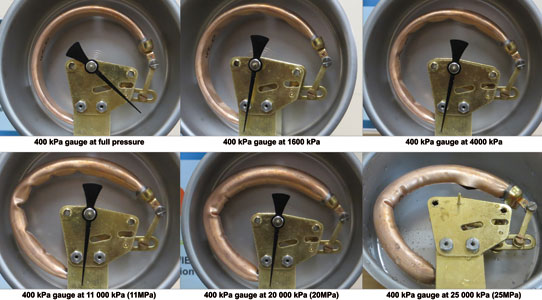 400 kPa gauge at full pressure
400 kPa gauge at 1600 kPa
400 kPa gauge at 4000 kPa
400 kPa gauge at 11 000 kPa (11MPa)
400 kPa gauge at 20 000 kPa (20MPa)
400 kPa gauge at 25 000 kPa (25MPa)